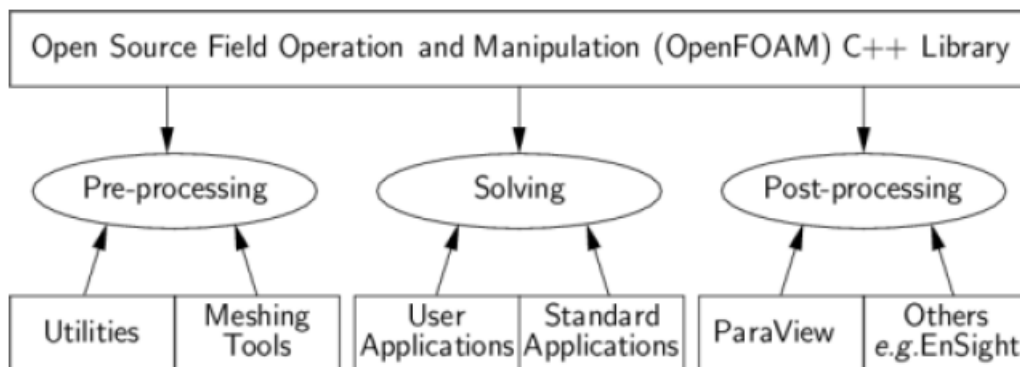 Open Source Field Operation and Manipulation (OpenFOAM) C++ Library
Pre-processing
Solving
Post-processing
Utilities
Meshing
Tools
User
Applications
Standard
Applications
ParaView
Others
e.g.EnSight